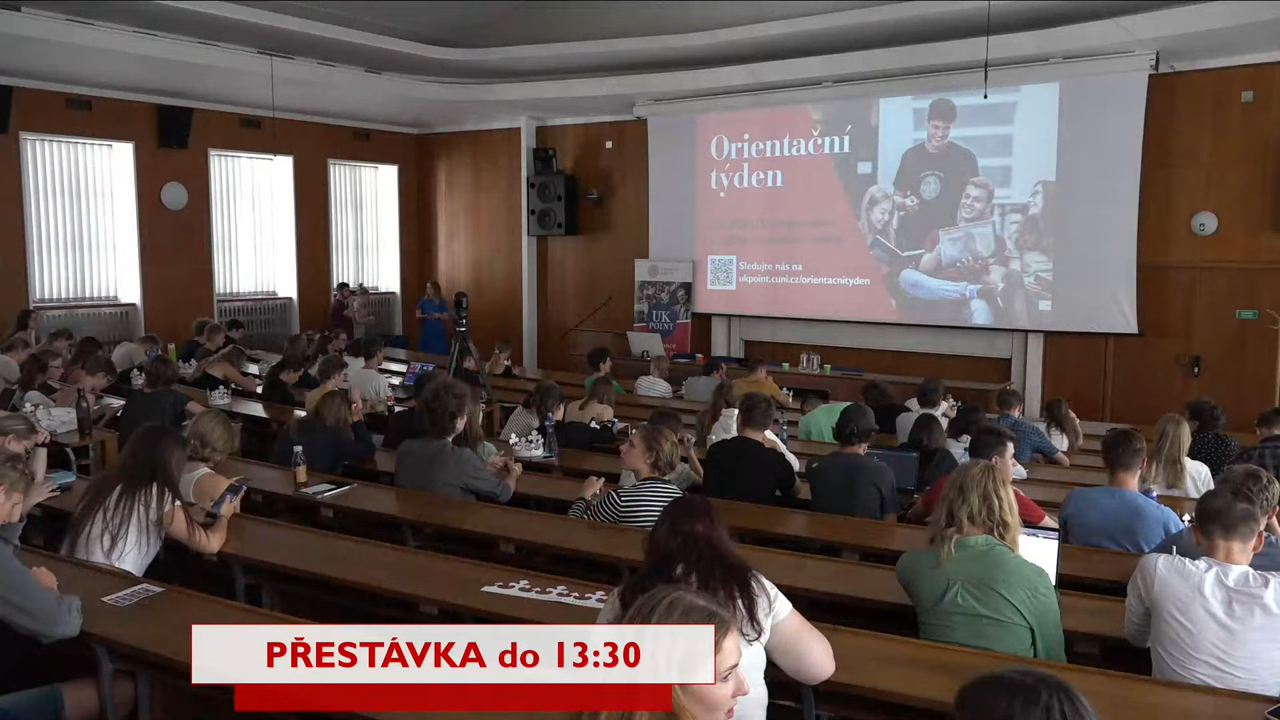 Orientační
týden
Sledujte nás na
ukpoint.cuni.cz/orientacnityden
UK
POINT
PŘESTÁVKA do 13:30